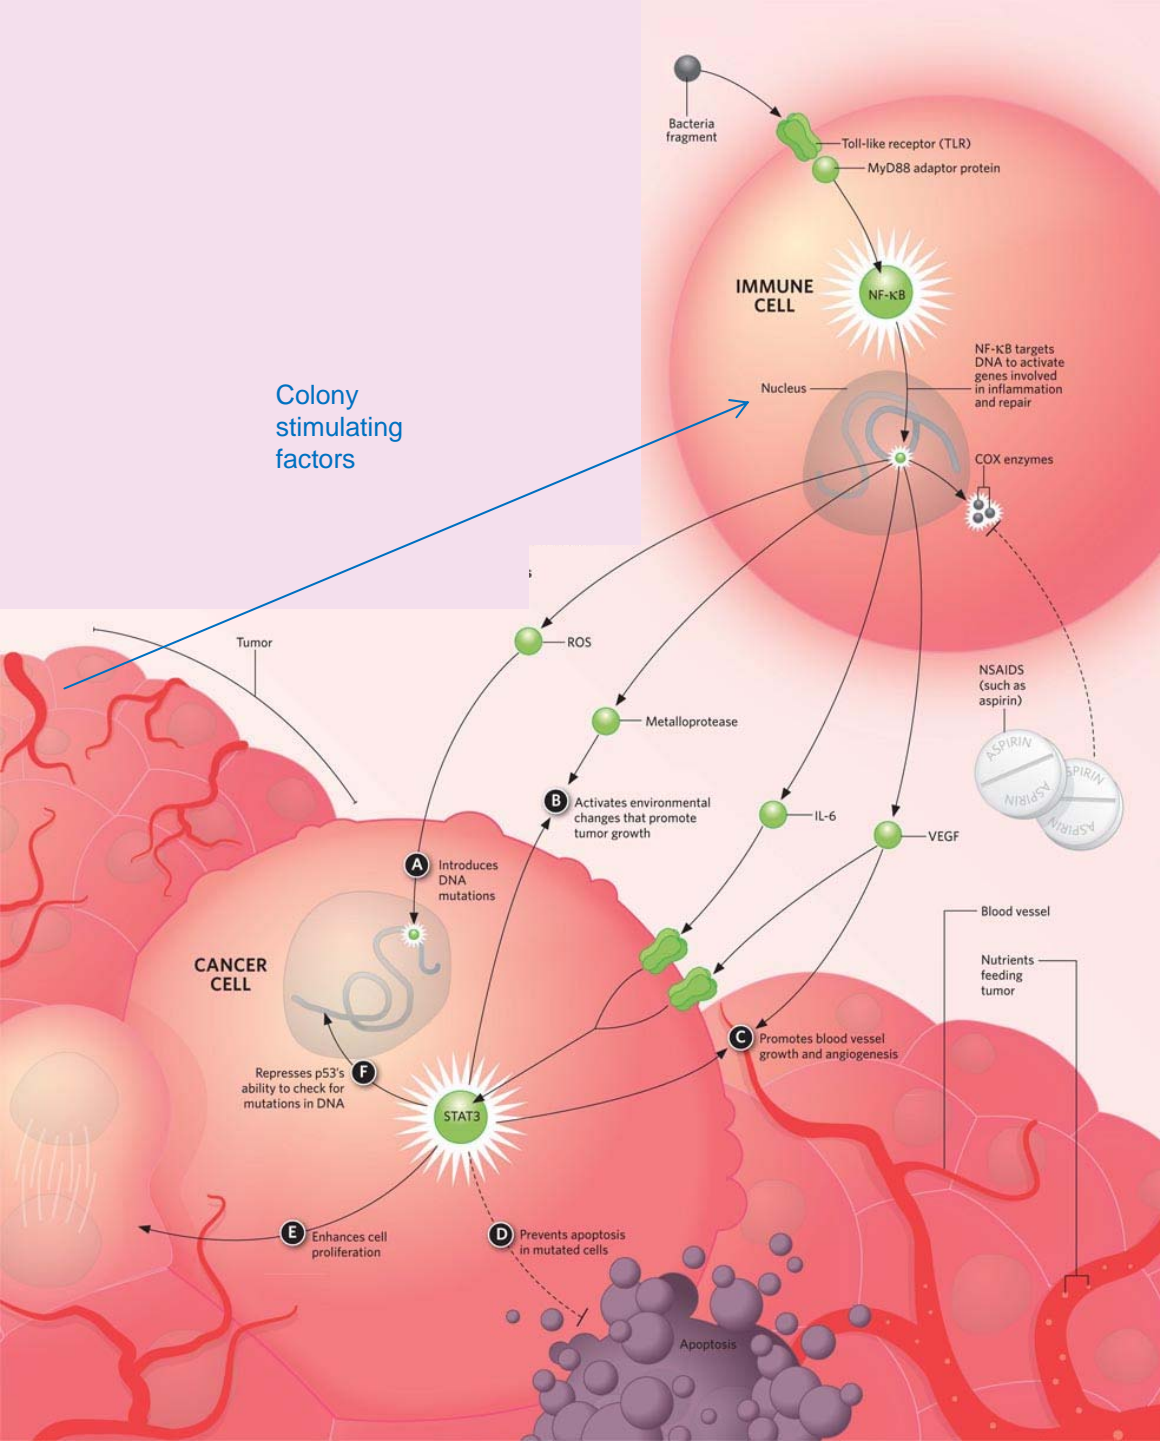 Bacteria
fragment
Toll-like receptor (TLR)
MyD88 adaptor protein
IMMUNE
CELL
NF-κB
NF-κB targets
DNA to activate
genes involved
in inflammation
and repair
Nucleus
Colony
stimulating
factors
COX enzymes
Tumor
ROS
NSAIDS
(such as
aspirin)
Metalloprotease
ASPIRIN
ASPIRIN
SPIRIN
ASPIRIN
B
Activates environmental
changes that promote
tumor growth
IL-6
VEGF
A
Introduces
DNA
mutations
Blood vessel
CANCER
CELL
Nutrients
feeding
tumor
C
Promotes blood vessel
growth and angiogenesis
F
Represses p53's
ability to check for
mutations in DNA
STAT3
E
Enhances cell
proliferation
D
Prevents apoptosis
in mutated cells
Apoptosis